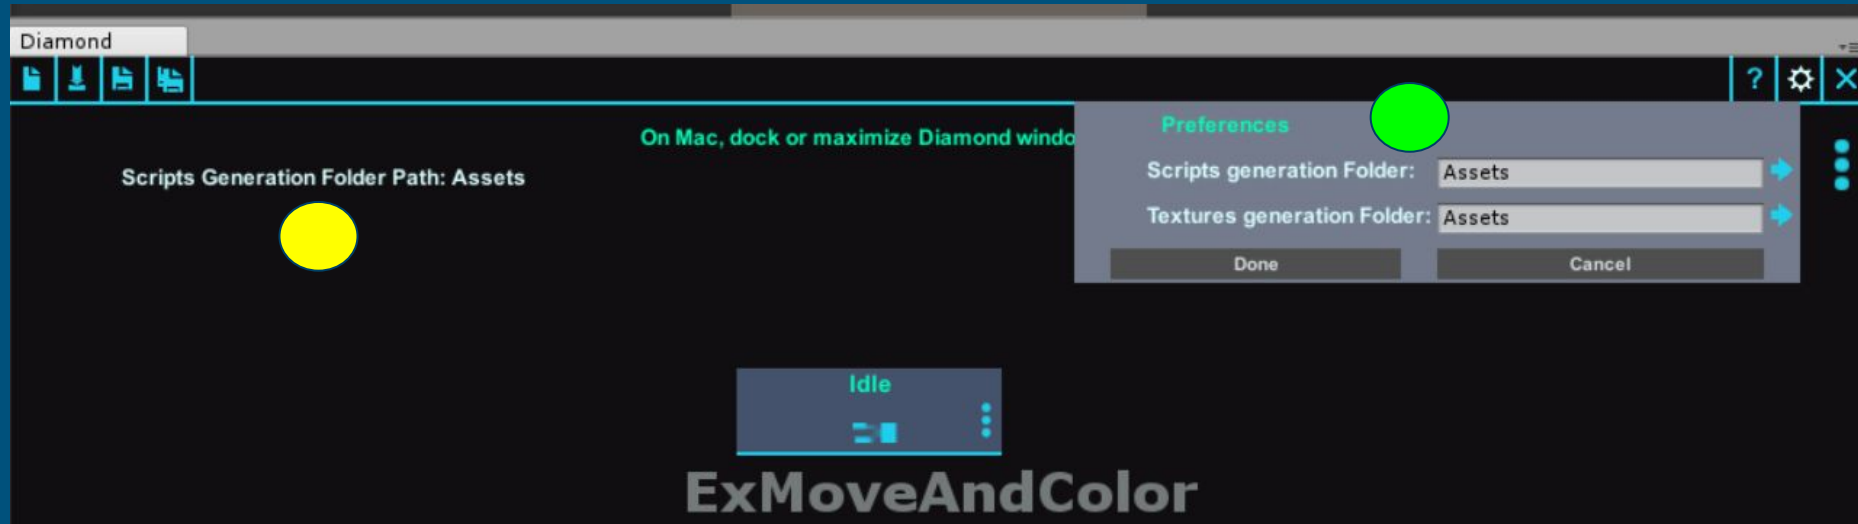 Diamond
?
On Mac, dock or maximize Diamond windo
Preferences
Scripts Generation Folder Path: Assets
Scripts generation Folder: Assets
Textures generation Folder: Assets
Done Cancel
Idle
ExMoveAndColor